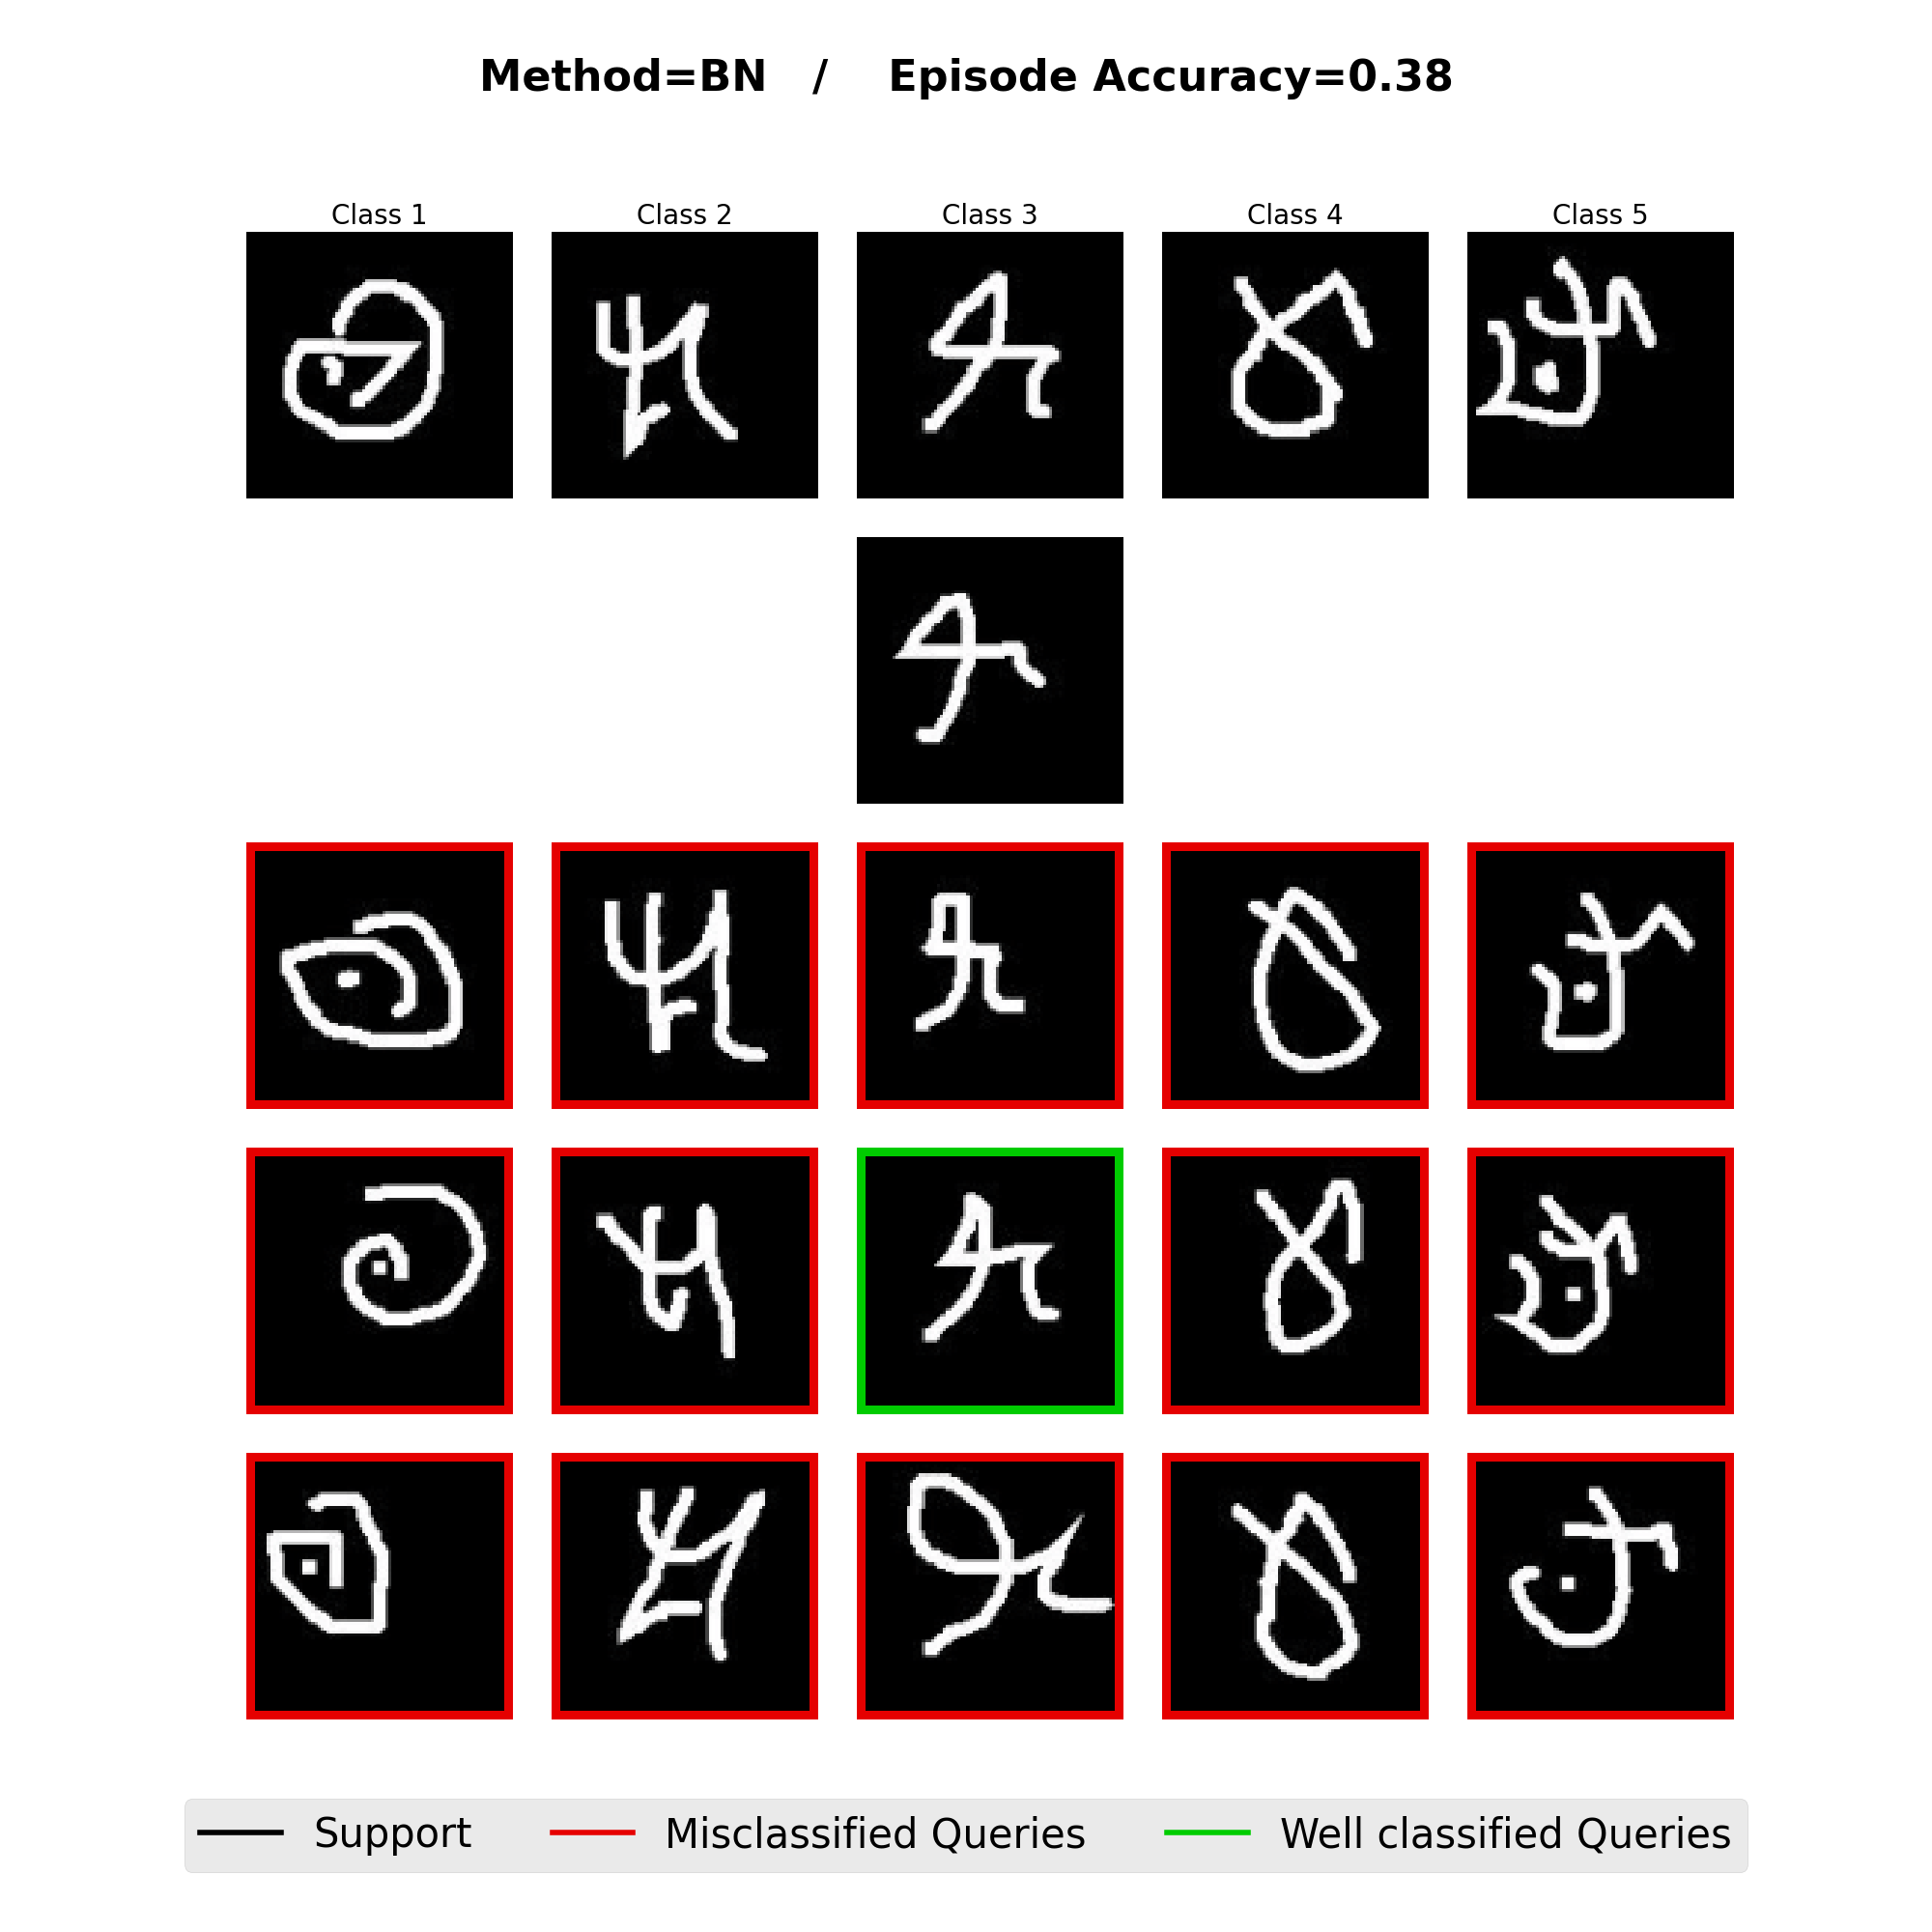 Method=BN / Episode Accuracy=0.38
Class 1 Class 2 Class 3 Class 4 Class 5
Support Misclassified Queries Well classified Queries